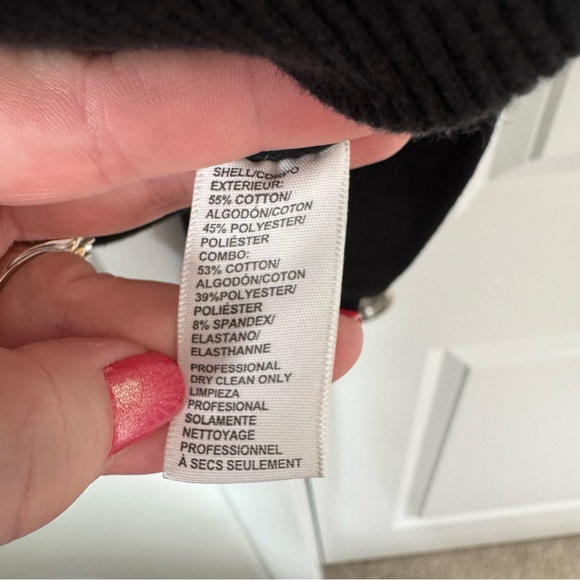 SHELL/CORPO
EXTERIEUR:
55% COTTON/
ALGODÓN/COTON
45% POLYESTER/
POLIÉSTER
COMBO:
53% COTTON/
ALGODÓN/COTON
39%POLYESTER/
POLIÉSTER
8% SPANDEX/
ELASTANO/
ELASTHANNE
PROFESSIONAL
DRY CLEAN ONLY
LIMPIEZA
PROFESIONAL
SOLAMENTE
NETTOYAGE
PROFESSIONNEL
À SECS SEULEMENT